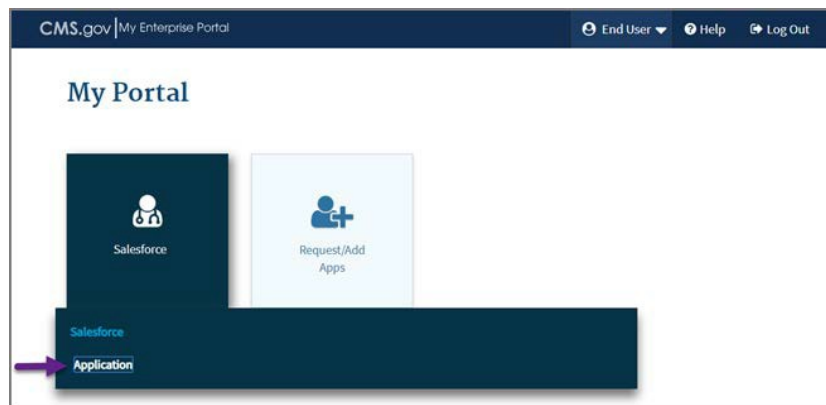 CMS.gov My Enterprise Portal End User Help Log Out
My Portal
Salesforce
Request/Add
Apps
Salesforce
Application